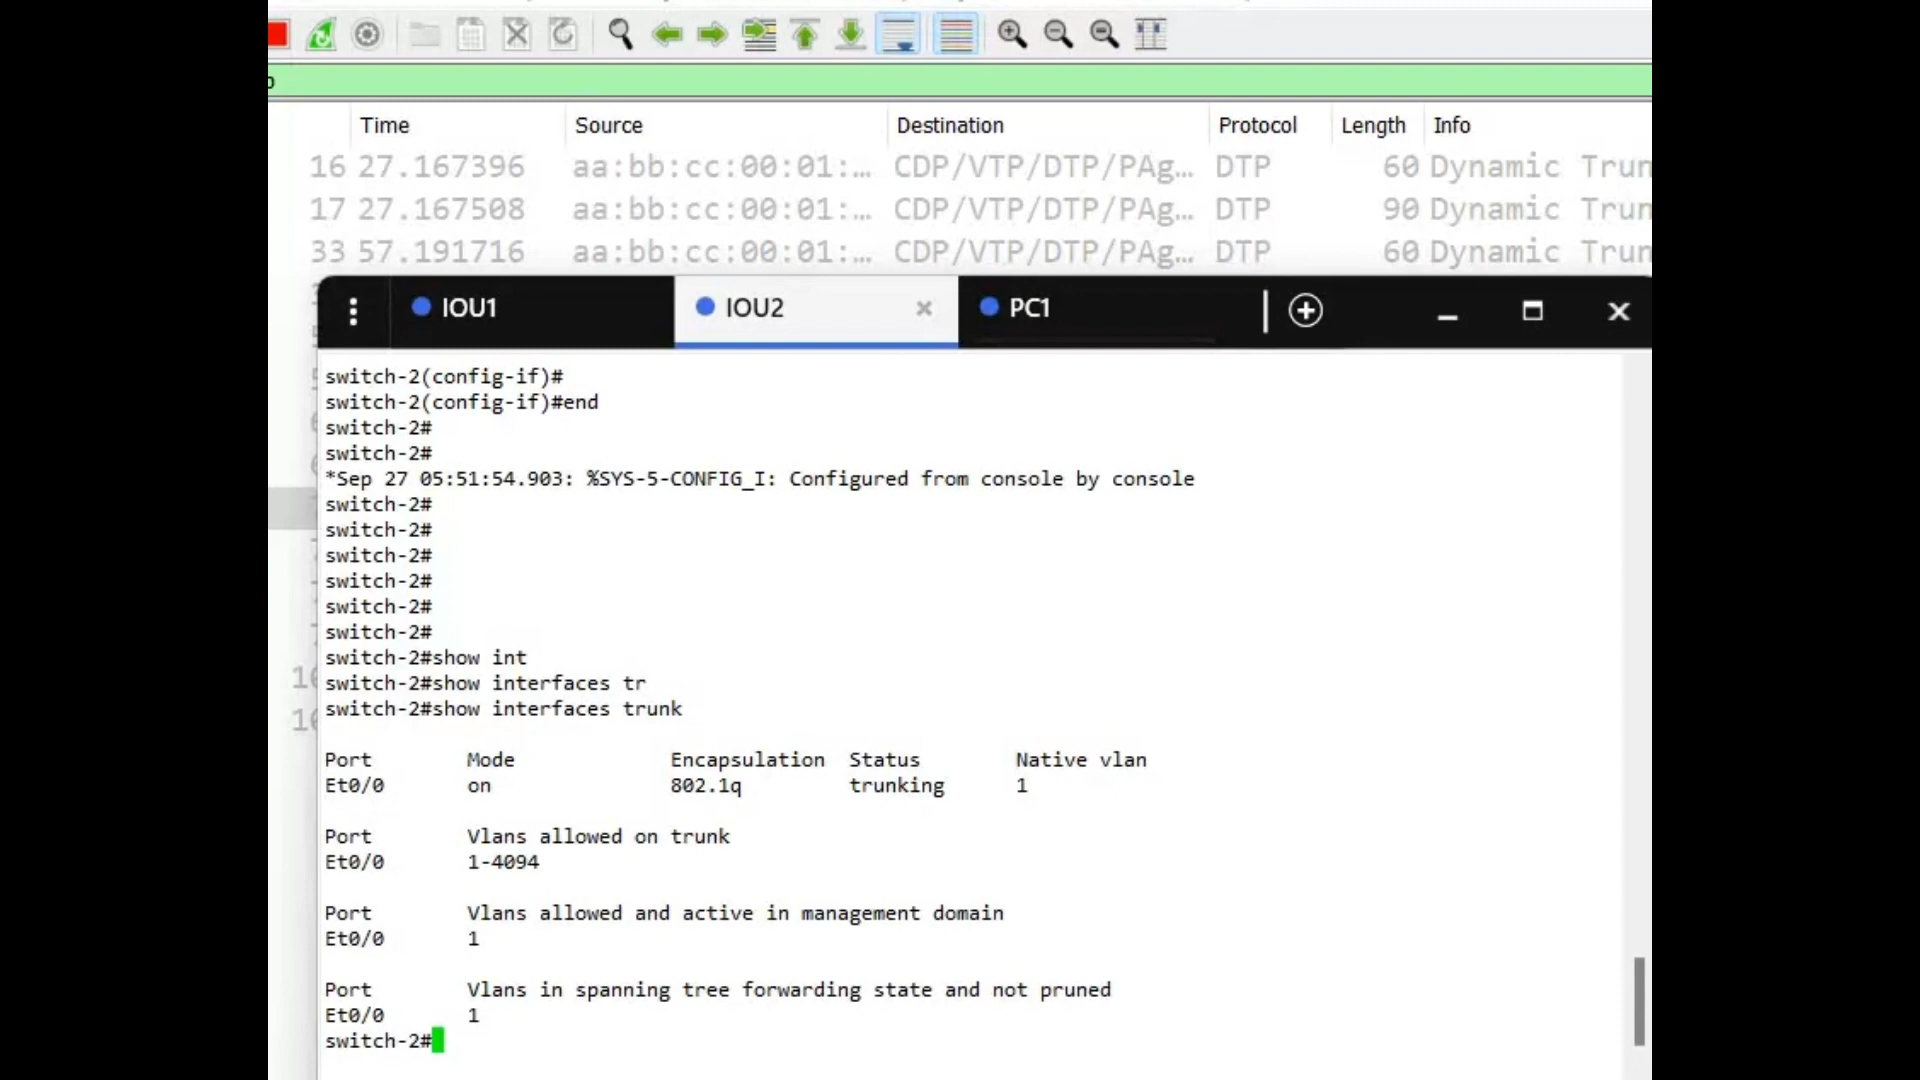 Time Source Destination Protocol Length Info
16 27.167396 aa:bb:cc:00:01:… CDP/VTP/DTP/PAg… DTP 60 Dynamic Trun
17 27.167508 aa:bb:cc:00:01:… CDP/VTP/DTP/PAg… DTP 90 Dynamic Trun
33 57.191716 aa:bb:cc:00:01:… CDP/VTP/DTP/PAg… DTP 60 Dynamic Trun
IOU1 IOU2 PC1
switch-2(config-if)#
switch-2(config-if)#end
switch-2#
switch-2#
*Sep 27 05:51:54.903: %SYS-5-CONFIG_I: Configured from console by console
switch-2#
switch-2#
switch-2#
switch-2#
switch-2#
switch-2#
switch-2#show int
switch-2#show interfaces tr
switch-2#show interfaces trunk
Port Mode Encapsulation Status Native vlan
Et0/0 on 802.1q trunking 1
Port Vlans allowed on trunk
Et0/0 1-4094
Port Vlans allowed and active in management domain
Et0/0 1
Port Vlans in spanning tree forwarding state and not pruned
Et0/0 1
switch-2#